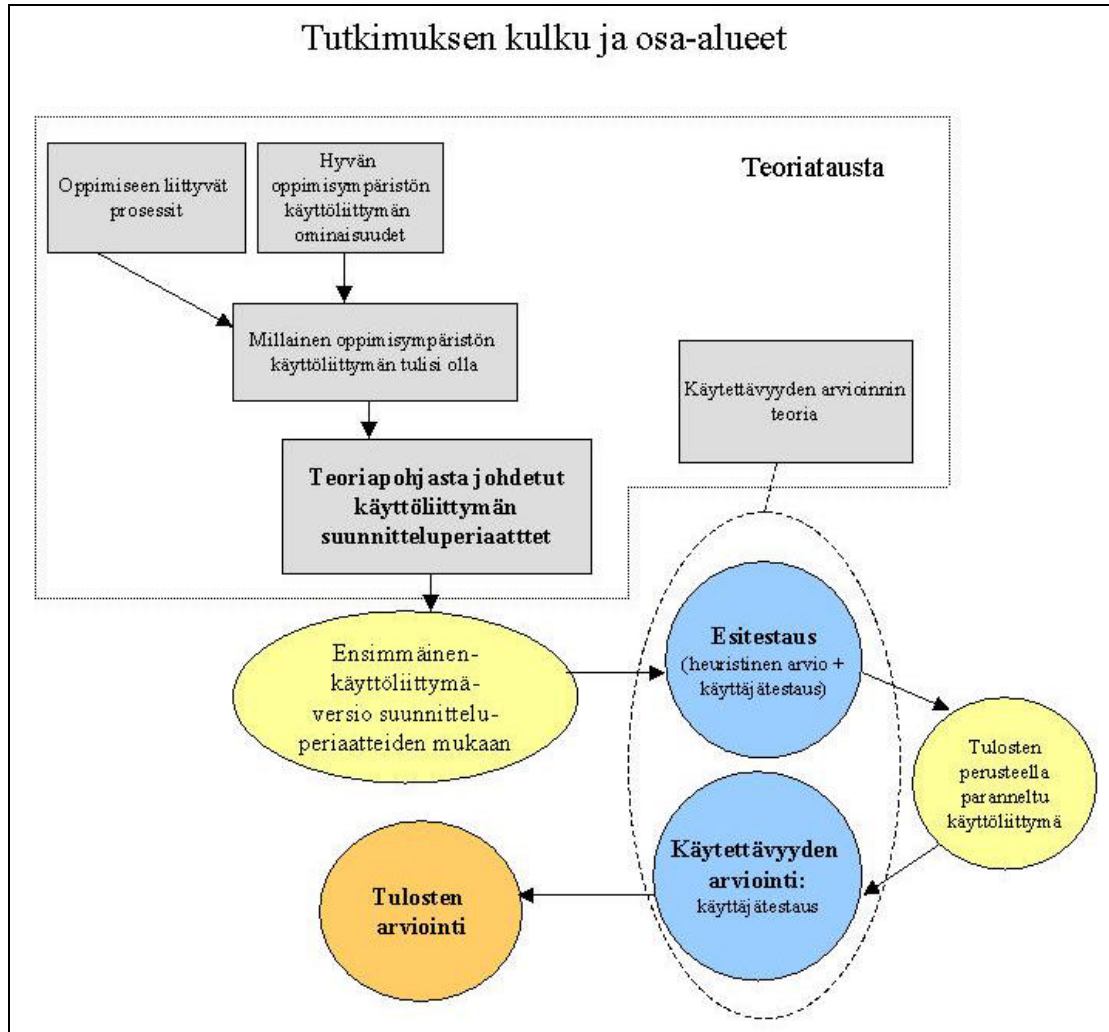 Tutkimuksen kulku ja osa-alueet
Teoriatausta
Oppimiseen liittyvät
prosessit
Hyvän
oppimisympäristön
käyttöliittymän
ominaisuudet
Millainen oppimisympäristön
käyttöliittymän tulisi olla
Käytettävyyden arvioinnin
teoria
Teoriapohjasta johdetut
käyttöliittymän
suunnitteluperiaatttet
Ensimmäinen-
käyttöliittymä-
versio suunnittelu-
periaatteiden mukaan
Esitestaus
(heuristinen arvio +
käyttäjätestaus)
Tulosten
perusteella
paranneltu
käyttöliittymä
Käytettävyyden
arviointi:
käyttäjätestaus
Tulosten
arviointi